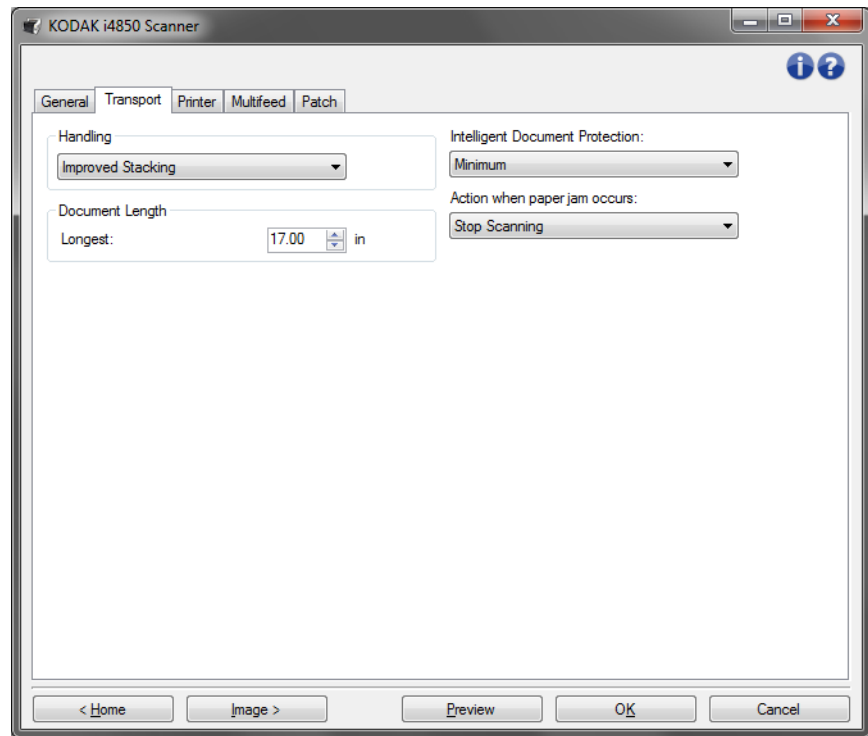 KODAK i4850 Scanner
General Transport Printer Multifeed Patch
Handling
Improved Stacking
Document Length
Longest: 17.00 in
Intelligent Document Protection:
Minimum
Action when paper jam occurs:
Stop Scanning
< Home Image > Preview OK Cancel